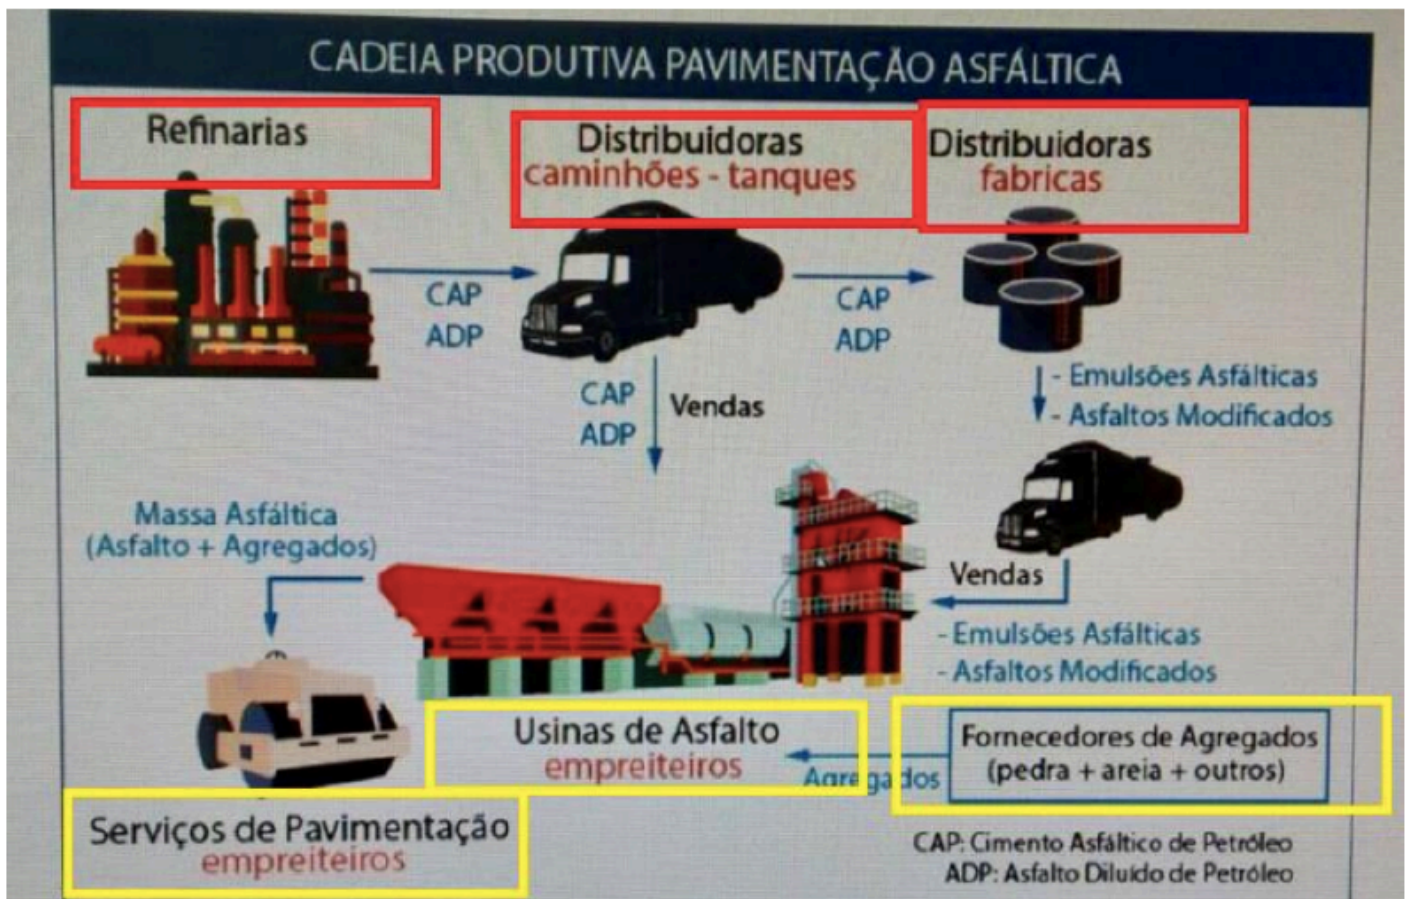 CADEIA PRODUTIVA PAVIMENTAÇÃO ASFÁLTICA
Refinarias
Distribuidoras
caminhões - tanques
Distribuidoras
fabricas
CAP
ADP
CAP
ADP
CAP
ADP
Vendas
- Emulsões Asfálticas
- Asfaltos Modificados
Massa Asfáltica
(Asfalto + Agregados)
Vendas
- Emulsões Asfálticas
- Asfaltos Modificados
Usinas de Asfalto
empreiteiros
Agregados
Fornecedores de Agregados
(pedra + areia + outros)
Serviços de Pavimentação
empreiteiros
CAP: Cimento Asfáltico de Petróleo
ADP: Asfalto Diluído de Petróleo